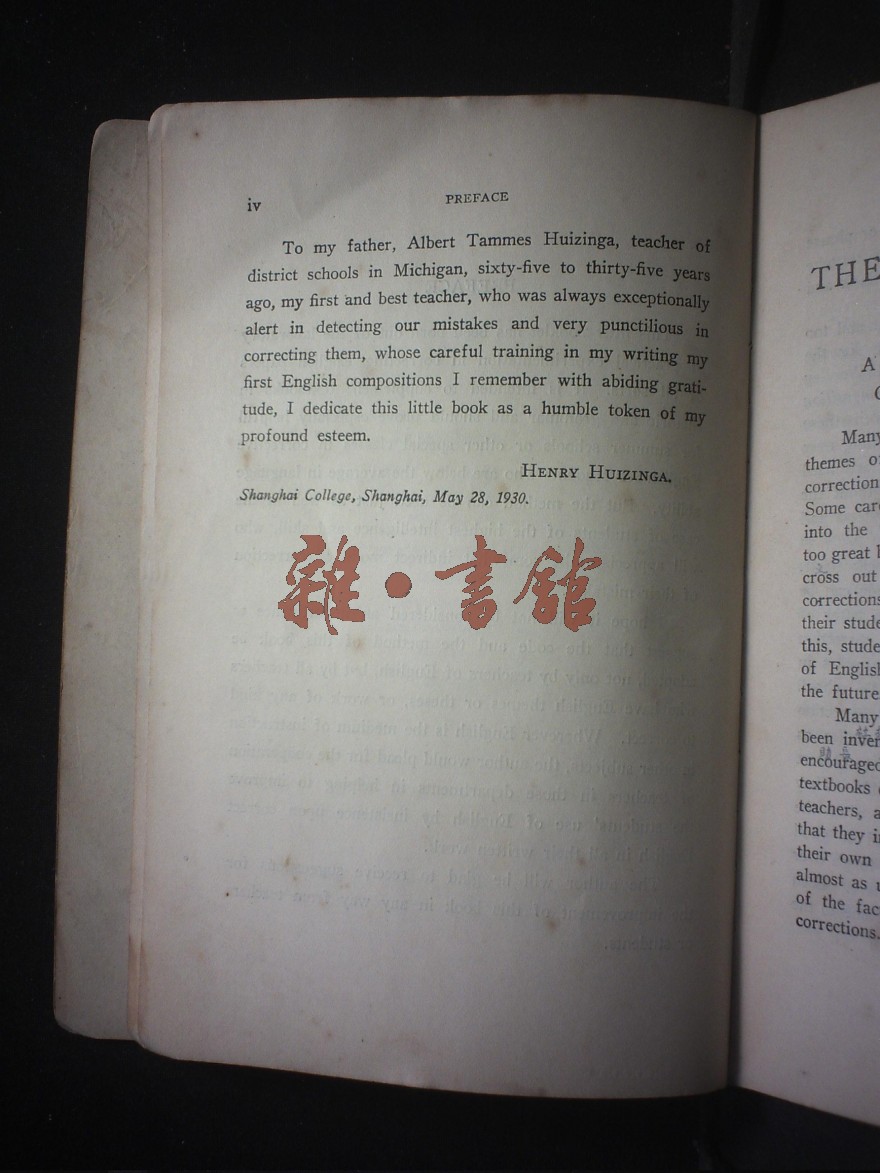 iv
PREFACE
To my father, Albert Tammes Huizinga, teacher of
district schools in Michigan, sixty-five to thirty-five years
ago, my first and best teacher, who was always exceptionally
alert in detecting our mistakes and very punctilious in
correcting them, whose careful training in my writing my
first English compositions I remember with abiding grati-
tude, I dedicate this little book as a humble token of my
profound esteem.
HENRY HUIZINGA.
Shanghai College, Shanghai, May 28, 1930.
雜•書館
THE
A
Many
themes o
correction
Some car
into the
too great
cross out
corrections
their stude
this, stude
of English
the future
Many
been inver
encouraged
textbooks
teachers, a
that they i
their own
almost as
of the fac
corrections.